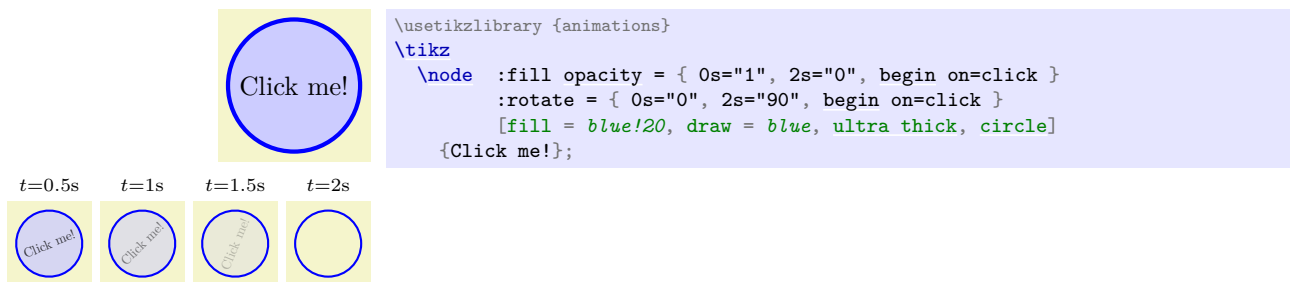 Click me!
\usetikzlibrary {animations}
\tikz
\node :fill opacity = { 0s="1", 2s="0", begin on=click }
:rotate = { 0s="0", 2s="90", begin on=click }
[fill = blue!20, draw = blue, ultra thick, circle]
{Click me!};
t=0.5s t=1s t=1.5s t=2s
Click me! Click me! Click me!